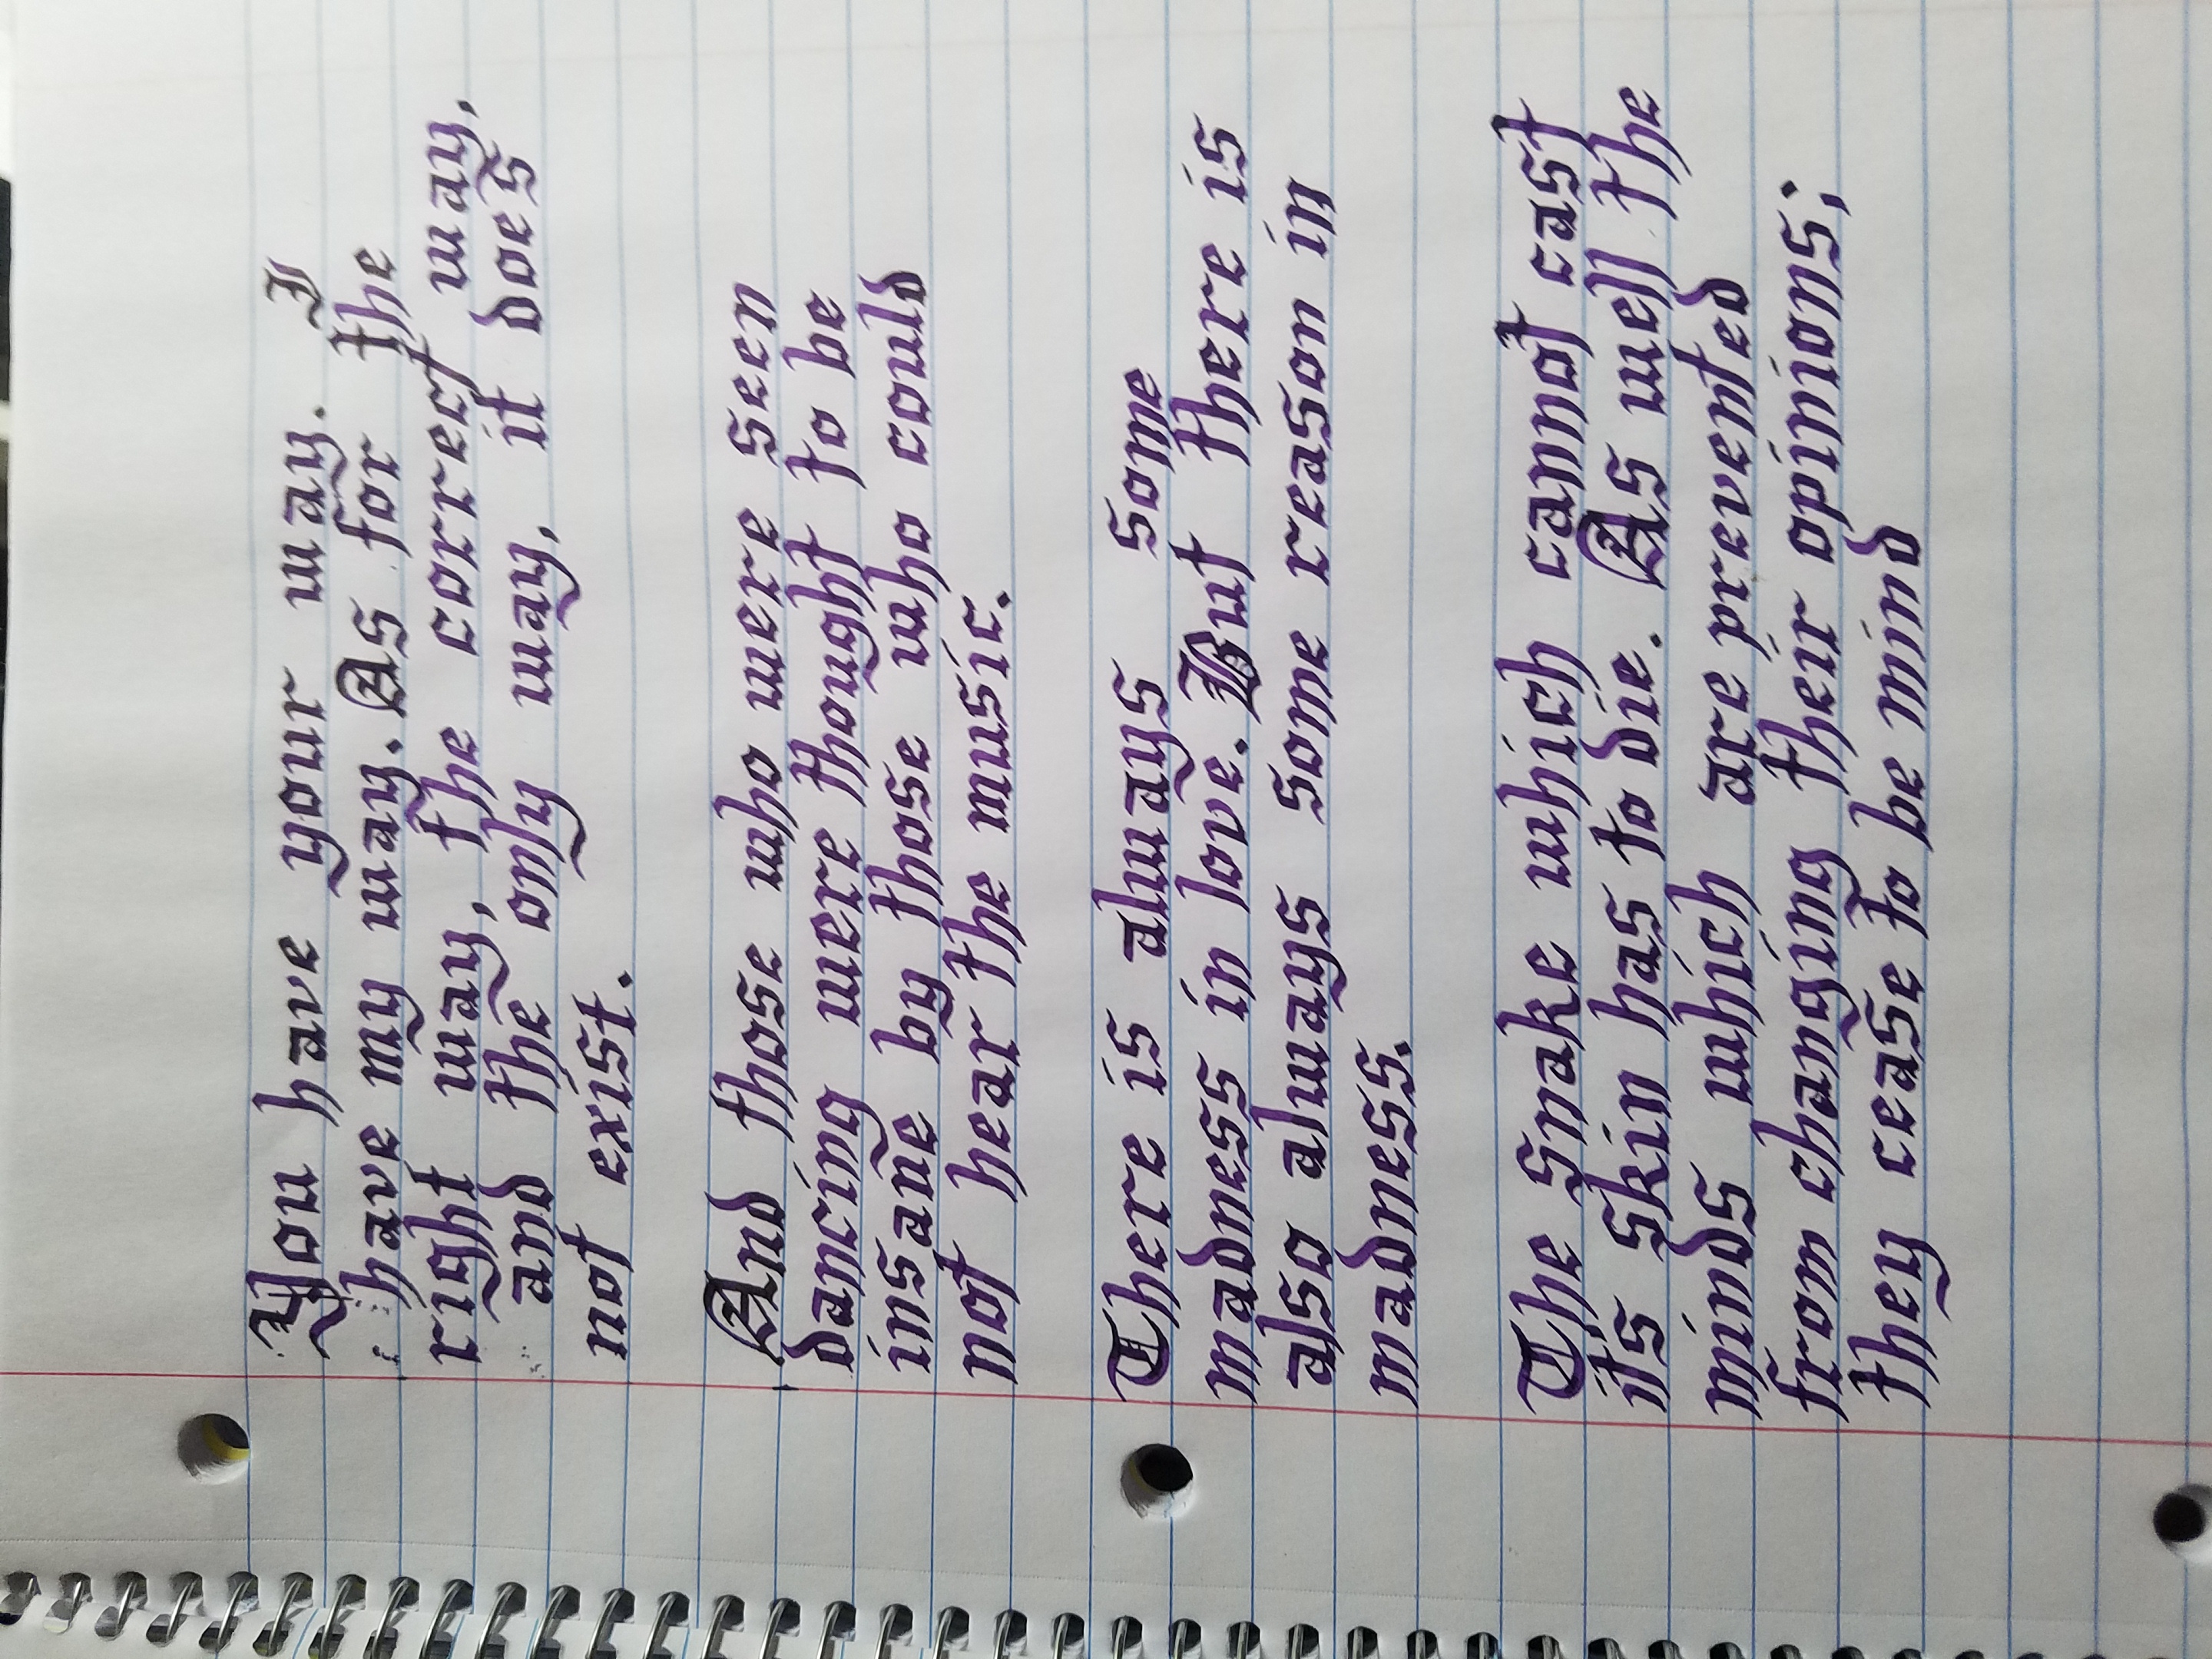 You have your way. I
have my way. As for the
right way, the correct way,
and the only way, it does
not exist.
And those who were seen
dancing were thought to be
insane by those who could
not hear the music.
There is always some
madness in love. But there is
also always some reason in
madness.
The snake which cannot cast
it's skin has to die. As well the
minds which are prevented
from changing their opinions;
they cease to be mind